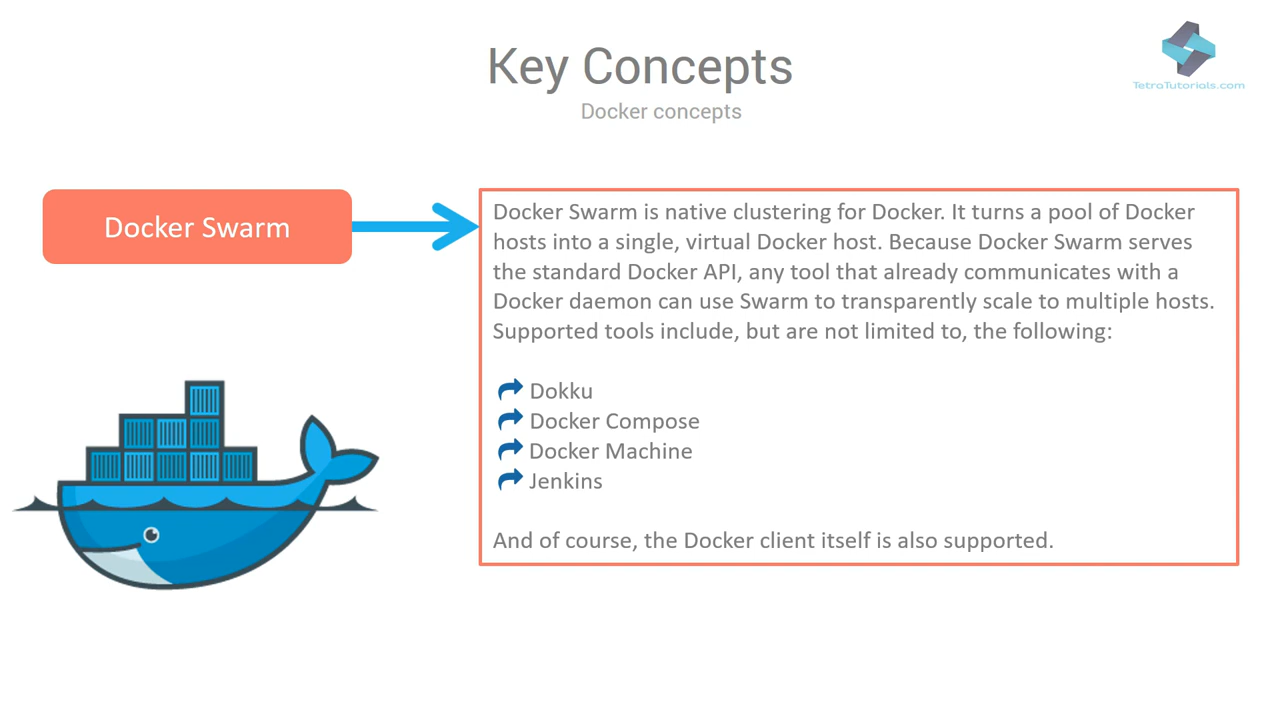 Key Concepts
Docker concepts
TetraTutorials.com
Docker Swarm
Docker Swarm is native clustering for Docker. It turns a pool of Docker
hosts into a single, virtual Docker host. Because Docker Swarm serves
the standard Docker API, any tool that already communicates with a
Docker daemon can use Swarm to transparently scale to multiple hosts.
Supported tools include, but are not limited to, the following:
Dokku
Docker Compose
Docker Machine
Jenkins
And of course, the Docker client itself is also supported.